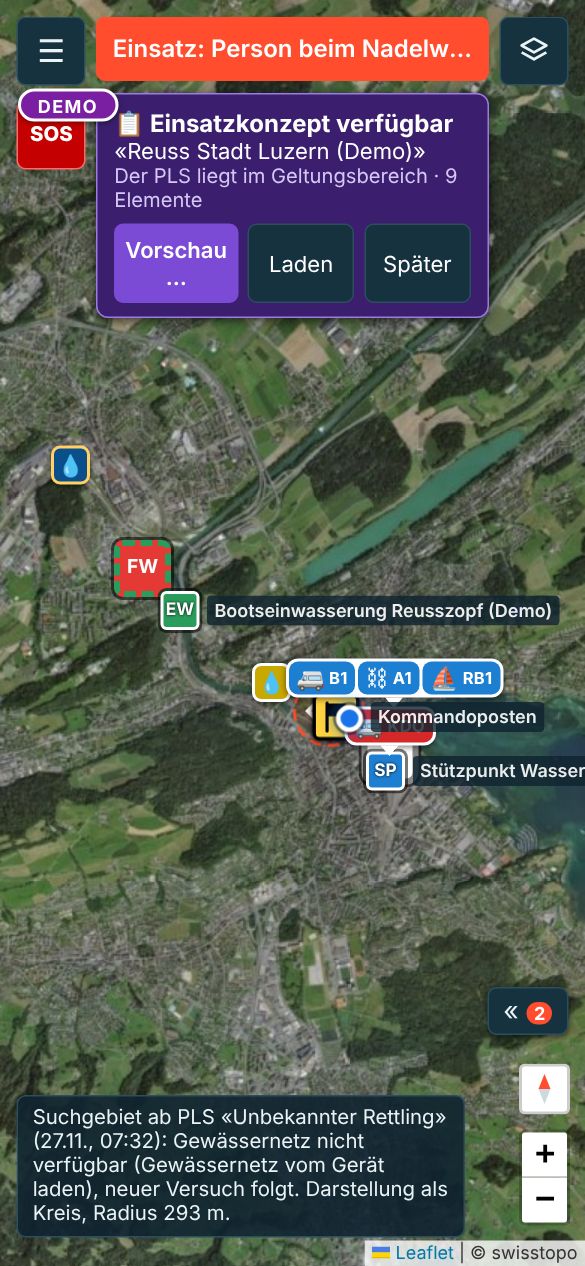 Einsatz: Person beim Nadelw...
DEMO
SOS
Einsatzkonzept verfügbar
«Reuss Stadt Luzern (Demo)»
Der PLS liegt im Geltungsbereich · 9
Elemente
Vorschau
...
Laden
Später
FW
EW
Bootseinwasserung Reusszopf (Demo)
B1
A1
RB1
Kommandoposten
SP
Stützpunkt Wasser
« 2
Suchgebiet ab PLS «Unbekannter Rettling»
(27.11., 07:32): Gewässernetz nicht
verfügbar (Gewässernetz vom Gerät
laden), neuer Versuch folgt. Darstellung als
Kreis, Radius 293 m.
+
−
Leaflet | © swisstopo